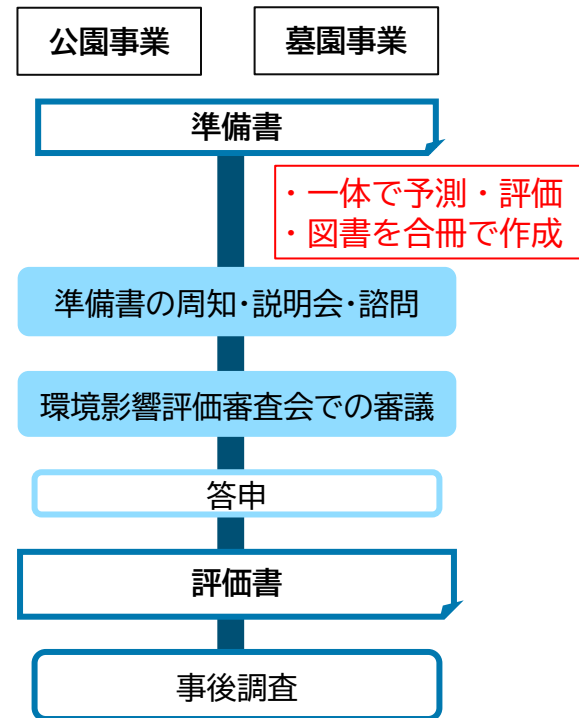 公園事業
墓園事業
準備書
・一体で予測・評価
・図書を合冊で作成
準備書の周知・説明会・諮問
環境影響評価審査会での審議
答申
評価書
事後調査